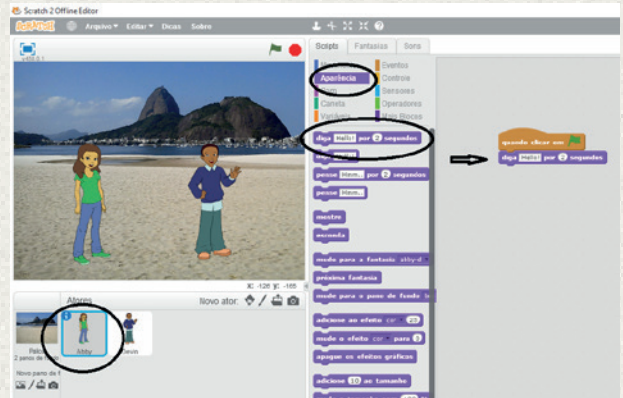 Scratch 2 Offline Editor
SCRATCH Arquivo Editar Dicas Sobre
v456.0.1
Scripts Fantasias Sons
Eventos
Aparência Controle
Som Sensores
Caneta Operadores
Variáveis Mais Blocos
diga Hello! por 2 segundos
pense Hmm... por 2 segundos
pense Hmm...
mostre
esconda
mude para a fantasia abby-d
próxima fantasia
mude para o pano de fundo
adicione ao efeito cor 25
mude o efeito cor para 0
apague os efeitos gráficos
adicione 10 ao tamanho
quando clicar em
diga Hello! por 2 segundos
X: -126 Y: -165
Atores Novo ator:
Palco
2 panos de fundo
Abby
Devin
Novo pano de f